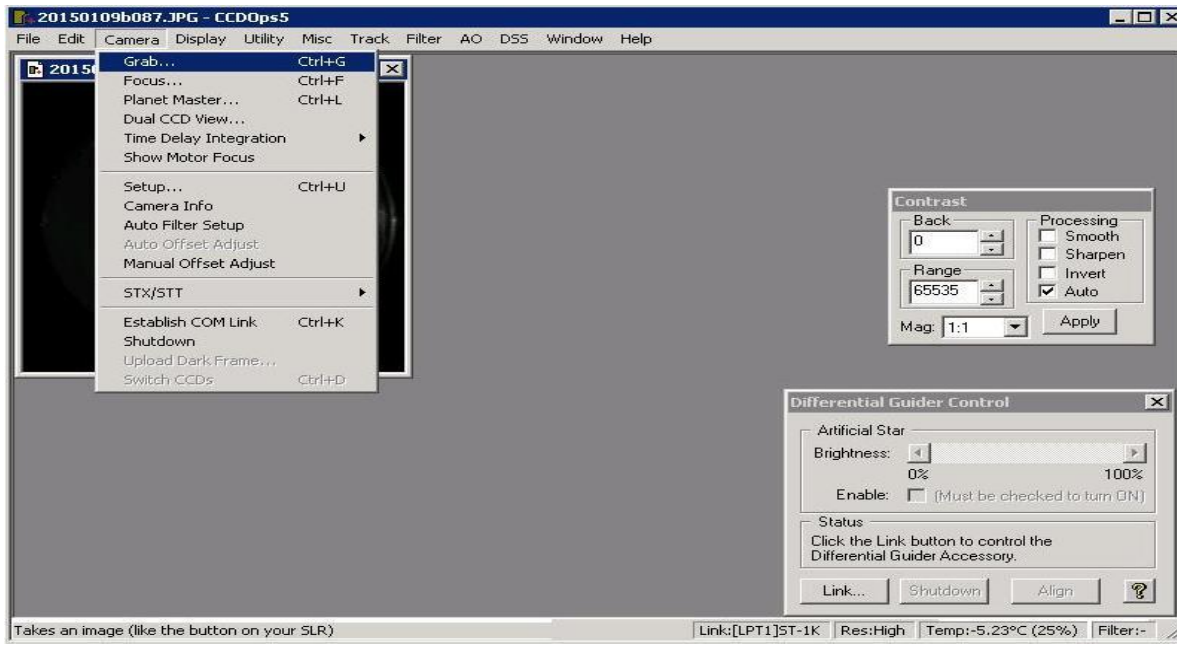 20150109b087.JPG - CCDOps5
File Edit Camera Display Utility Misc Track Filter AO DSS Window Help
2015
Grab... Ctrl+G
Focus... Ctrl+F
Planet Master... Ctrl+L
Dual CCD View...
Time Delay Integration
Show Motor Focus
Setup... Ctrl+U
Camera Info
Auto Filter Setup
Auto Offset Adjust
Manual Offset Adjust
STX/STT
Establish COM Link Ctrl+K
Shutdown
Upload Dark Frame...
Switch CCDs Ctrl+D
Contrast
Back
0
Range
65535
Mag: 1:1
Processing
Smooth
Sharpen
Invert
Auto
Apply
Differential Guider Control
Artificial Star
Brightness:
0% 100%
Enable: (Must be checked to turn ON)
Status
Click the Link button to control the
Differential Guider Accessory.
Link... Shutdown Align ?
Takes an image (like the button on your SLR) Link:[LPT1]ST-1K Res:High Temp:-5.23°C (25%) Filter:-